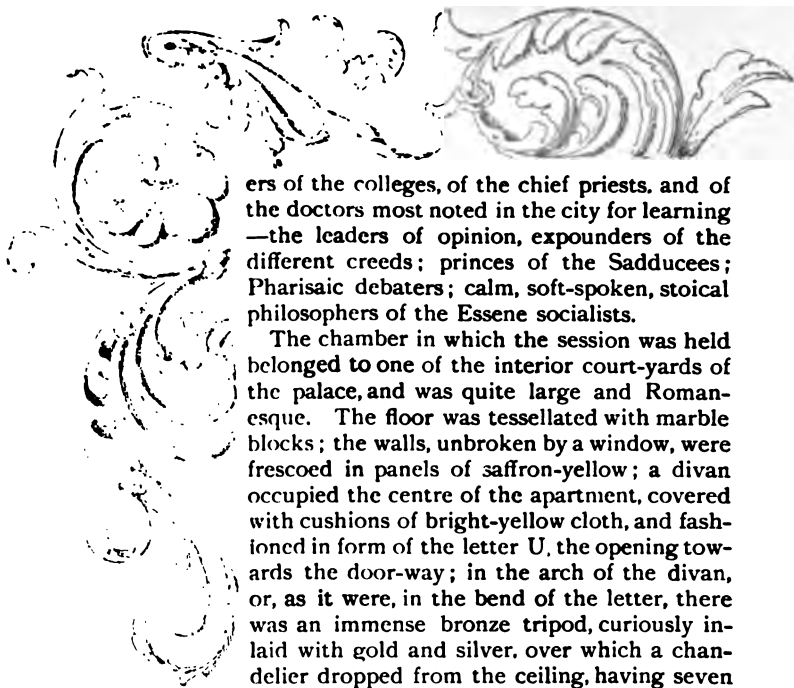 ers of the colleges, of the chief priests, and of
the doctors most noted in the city for learning
—the leaders of opinion, expounders of the
different creeds; princes of the Sadducees;
Pharisaic debaters; calm, soft-spoken, stoical
philosophers of the Essene socialists.
The chamber in which the session was held
belonged to one of the interior court-yards of
the palace, and was quite large and Roman-
esque. The floor was tessellated with marble
blocks; the walls, unbroken by a window, were
frescoed in panels of saffron-yellow; a divan
occupied the centre of the apartment, covered
with cushions of bright-yellow cloth, and fash-
ioned in form of the letter U, the opening tow-
ards the door-way; in the arch of the divan,
or, as it were, in the bend of the letter, there
was an immense bronze tripod, curiously in-
laid with gold and silver, over which a chan-
delier dropped from the ceiling, having seven